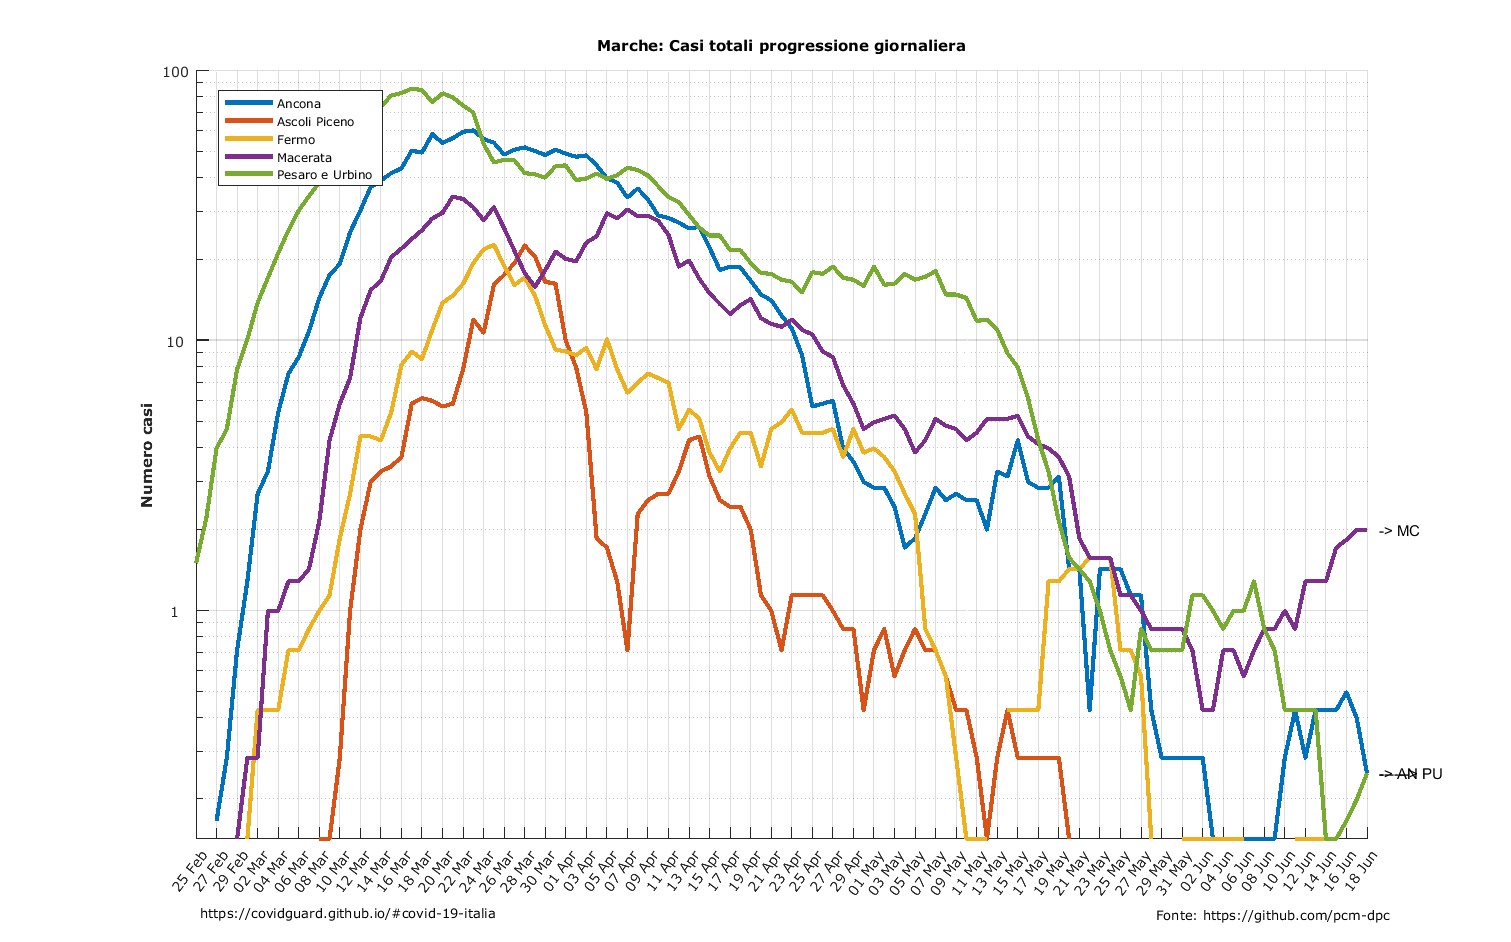 Marche: Casi totali progressione giornaliera
100
10
1
Numero casi
Ancona
Ascoli Piceno
Fermo
Macerata
Pesaro e Urbino
-> MC
-> AN PU
25 Feb
27 Feb
29 Feb
02 Mar
04 Mar
06 Mar
08 Mar
10 Mar
12 Mar
14 Mar
16 Mar
18 Mar
20 Mar
22 Mar
24 Mar
26 Mar
28 Mar
30 Mar
01 Apr
03 Apr
05 Apr
07 Apr
09 Apr
11 Apr
13 Apr
15 Apr
17 Apr
19 Apr
21 Apr
23 Apr
25 Apr
27 Apr
29 Apr
01 May
03 May
05 May
07 May
09 May
11 May
13 May
15 May
17 May
19 May
21 May
23 May
25 May
27 May
29 May
31 May
02 Jun
04 Jun
06 Jun
08 Jun
10 Jun
12 Jun
14 Jun
16 Jun
18 Jun
https://covidguard.github.io/#covid-19-italia
Fonte: https://github.com/pcm-dpc